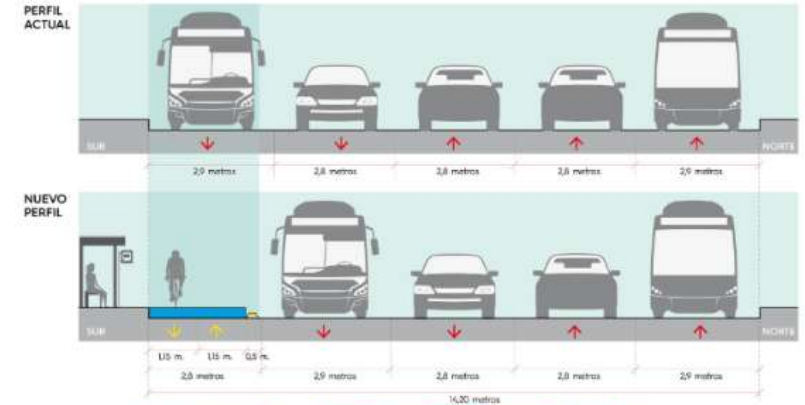 PERFIL
ACTUAL
SUR
NORTE
2,9 metros
2,8 metros
2,8 metros
2,8 metros
2,9 metros
NUEVO
PERFIL
SUR
NORTE
1,15 m.
1,15 m.
0,5 m.
2,8 metros
2,9 metros
2,8 metros
2,8 metros
2,9 metros
14,20 metros